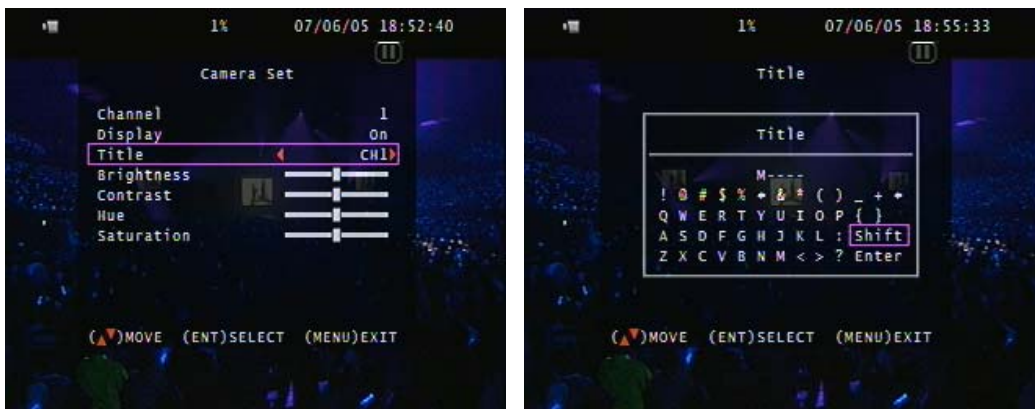 1% 07/06/05 18:52:40
Camera Set
Channel 1
Display On
Title CH1
Brightness
Contrast
Hue
Saturation
(▲▼)MOVE (ENT)SELECT (MENU)EXIT
1% 07/06/05 18:55:33
Title
Title
M----
! @ # $ % ← & * ( ) _ + ←
Q W E R T Y U I O P { }
A S D F G H J K L : Shift
Z X C V B N M < > ? Enter
(▲▼)MOVE (ENT)SELECT (MENU)EXIT